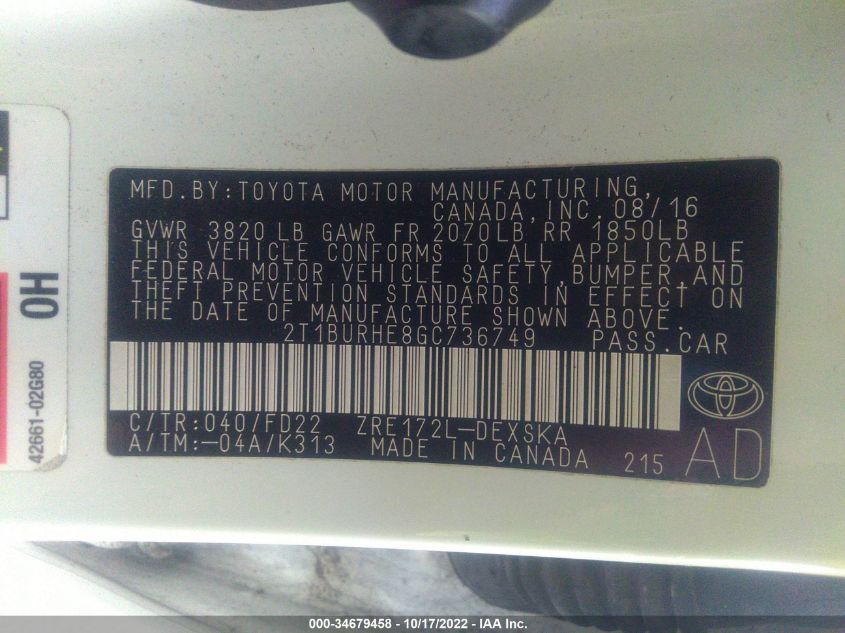 MFD.BY:TOYOTA MOTOR MANUFACTURING,
CANADA,INC. 08/16
GVWR 3820 LB GAWR FR 2070LB RR 1850LB
THIS VEHICLE CONFORMS TO ALL APPLICABLE
FEDERAL MOTOR VEHICLE SAFETY,BUMPER,AND
THEFT PREVENTION STANDARDS IN EFFECT ON
THE DATE OF MANUFACTURE SHOWN ABOVE.
2T1BURHE8GC736749 PASS.CAR
C/TR:040/FD22 ZRE172L-DEXSKA
A/TM:-04A/K313 MADE IN CANADA 215 AD
OH
42661-02G80
000-34679458 - 10/17/2022 - IAA Inc.